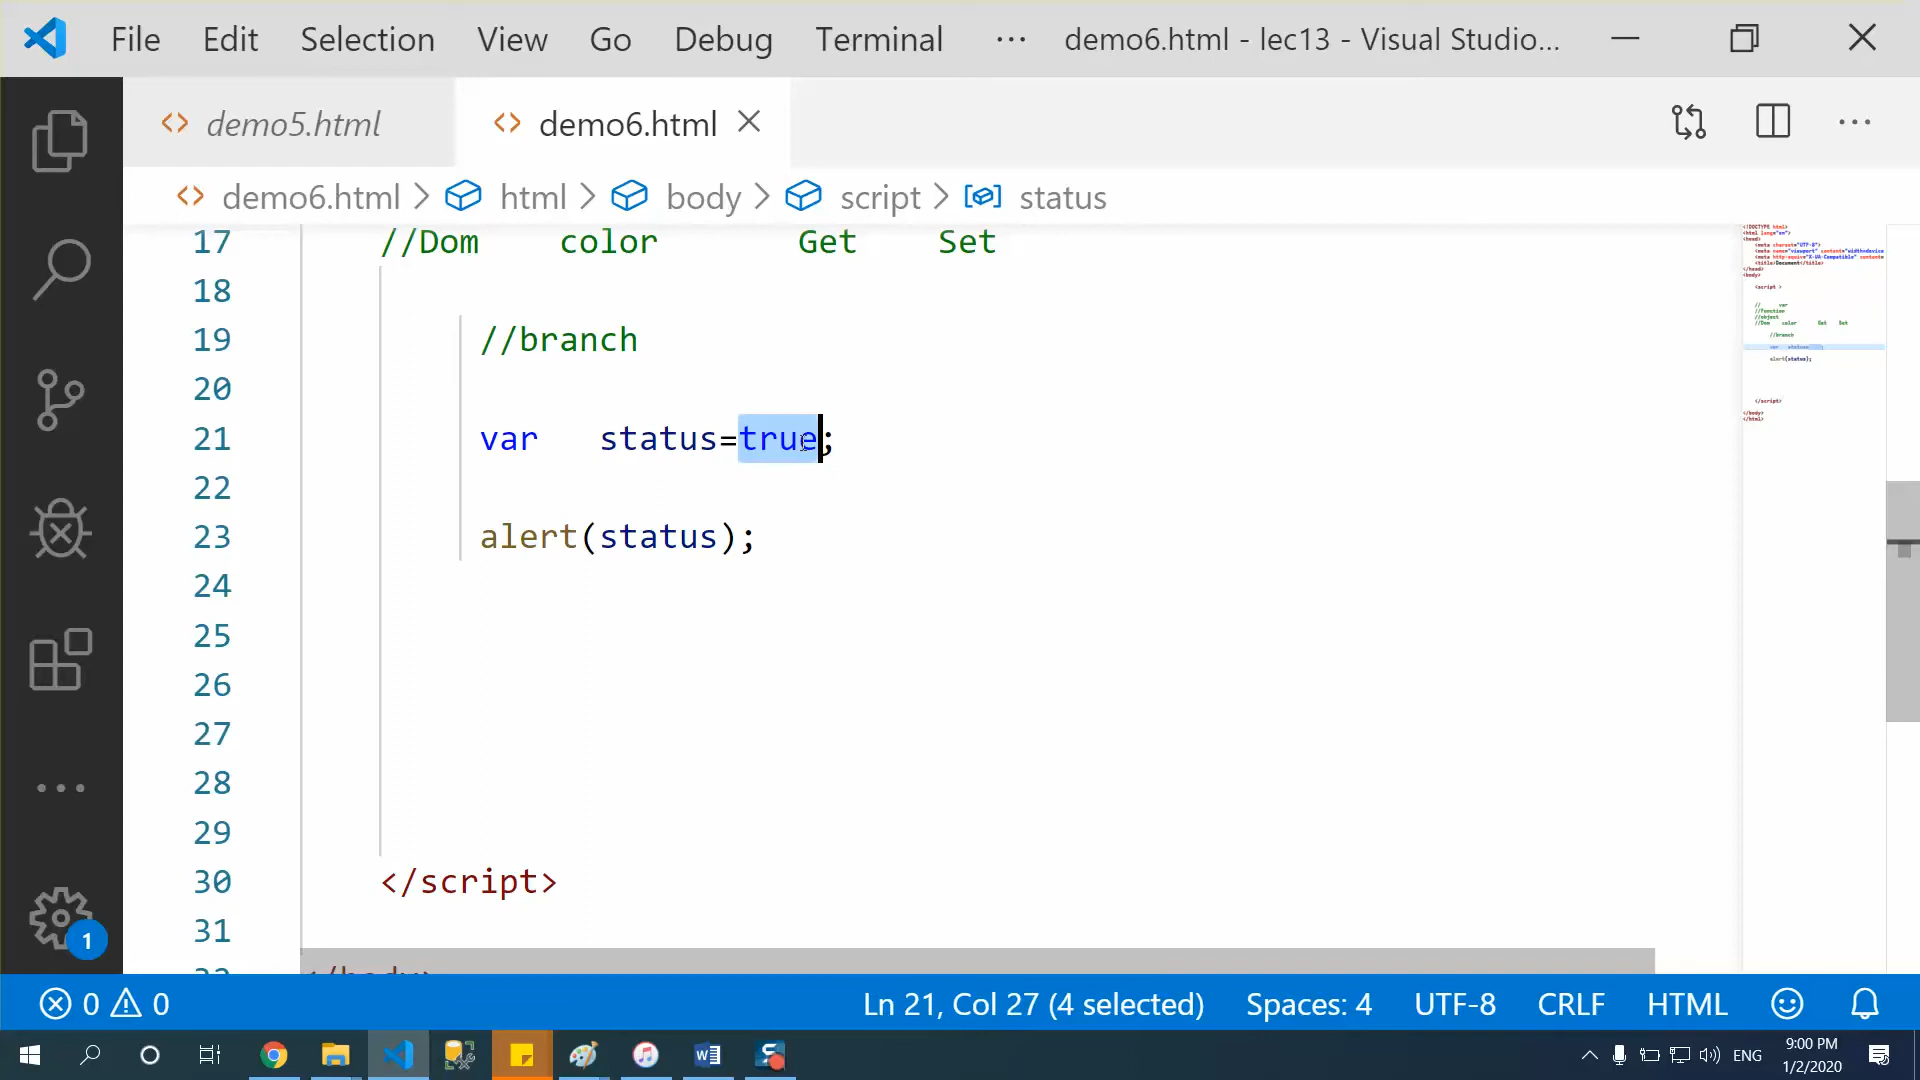 File Edit Selection View Go Debug Terminal ... demo6.html - lec13 - Visual Studio...
demo5.html demo6.html
demo6.html > html > body > script > status
17 //Dom color Get Set
18
19 //branch
20
21 var status=true;
22
23 alert(status);
24
25
26
27
28
29
30 </script>
31
1
0 0 Ln 21, Col 27 (4 selected) Spaces: 4 UTF-8 CRLF HTML
ENG 9:00 PM
1/2/2020